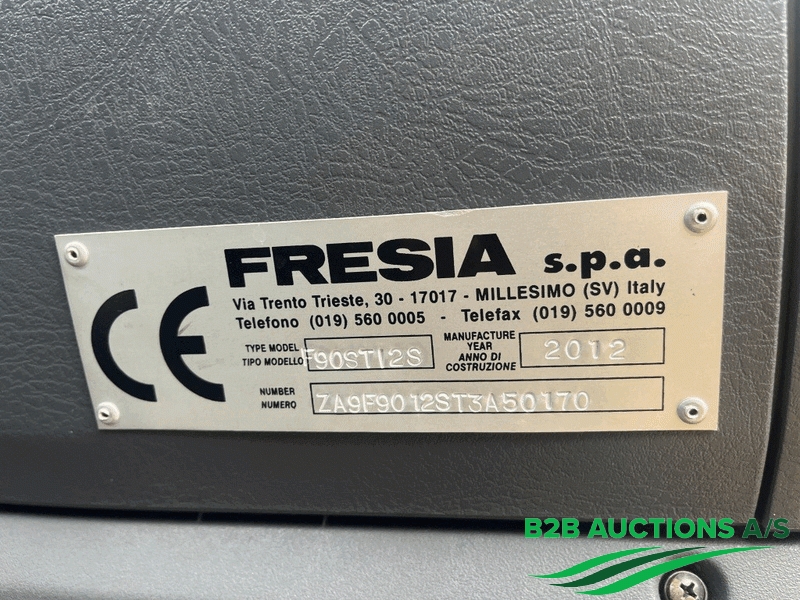 FRESIA s.p.a.
Via Trento Trieste, 30 - 17017 - MILLESIMO (SV) Italy
Telefono (019) 560 0005 - Telefax (019) 560 0009
CE
TYPE MODEL
TIPO MODELLO
F90STI2S
MANUFACTURE
YEAR
ANNO DI
COSTRUZIONE
2012
NUMBER
NUMERO
ZA9F9012ST3A50170
B2B AUCTIONS A/S